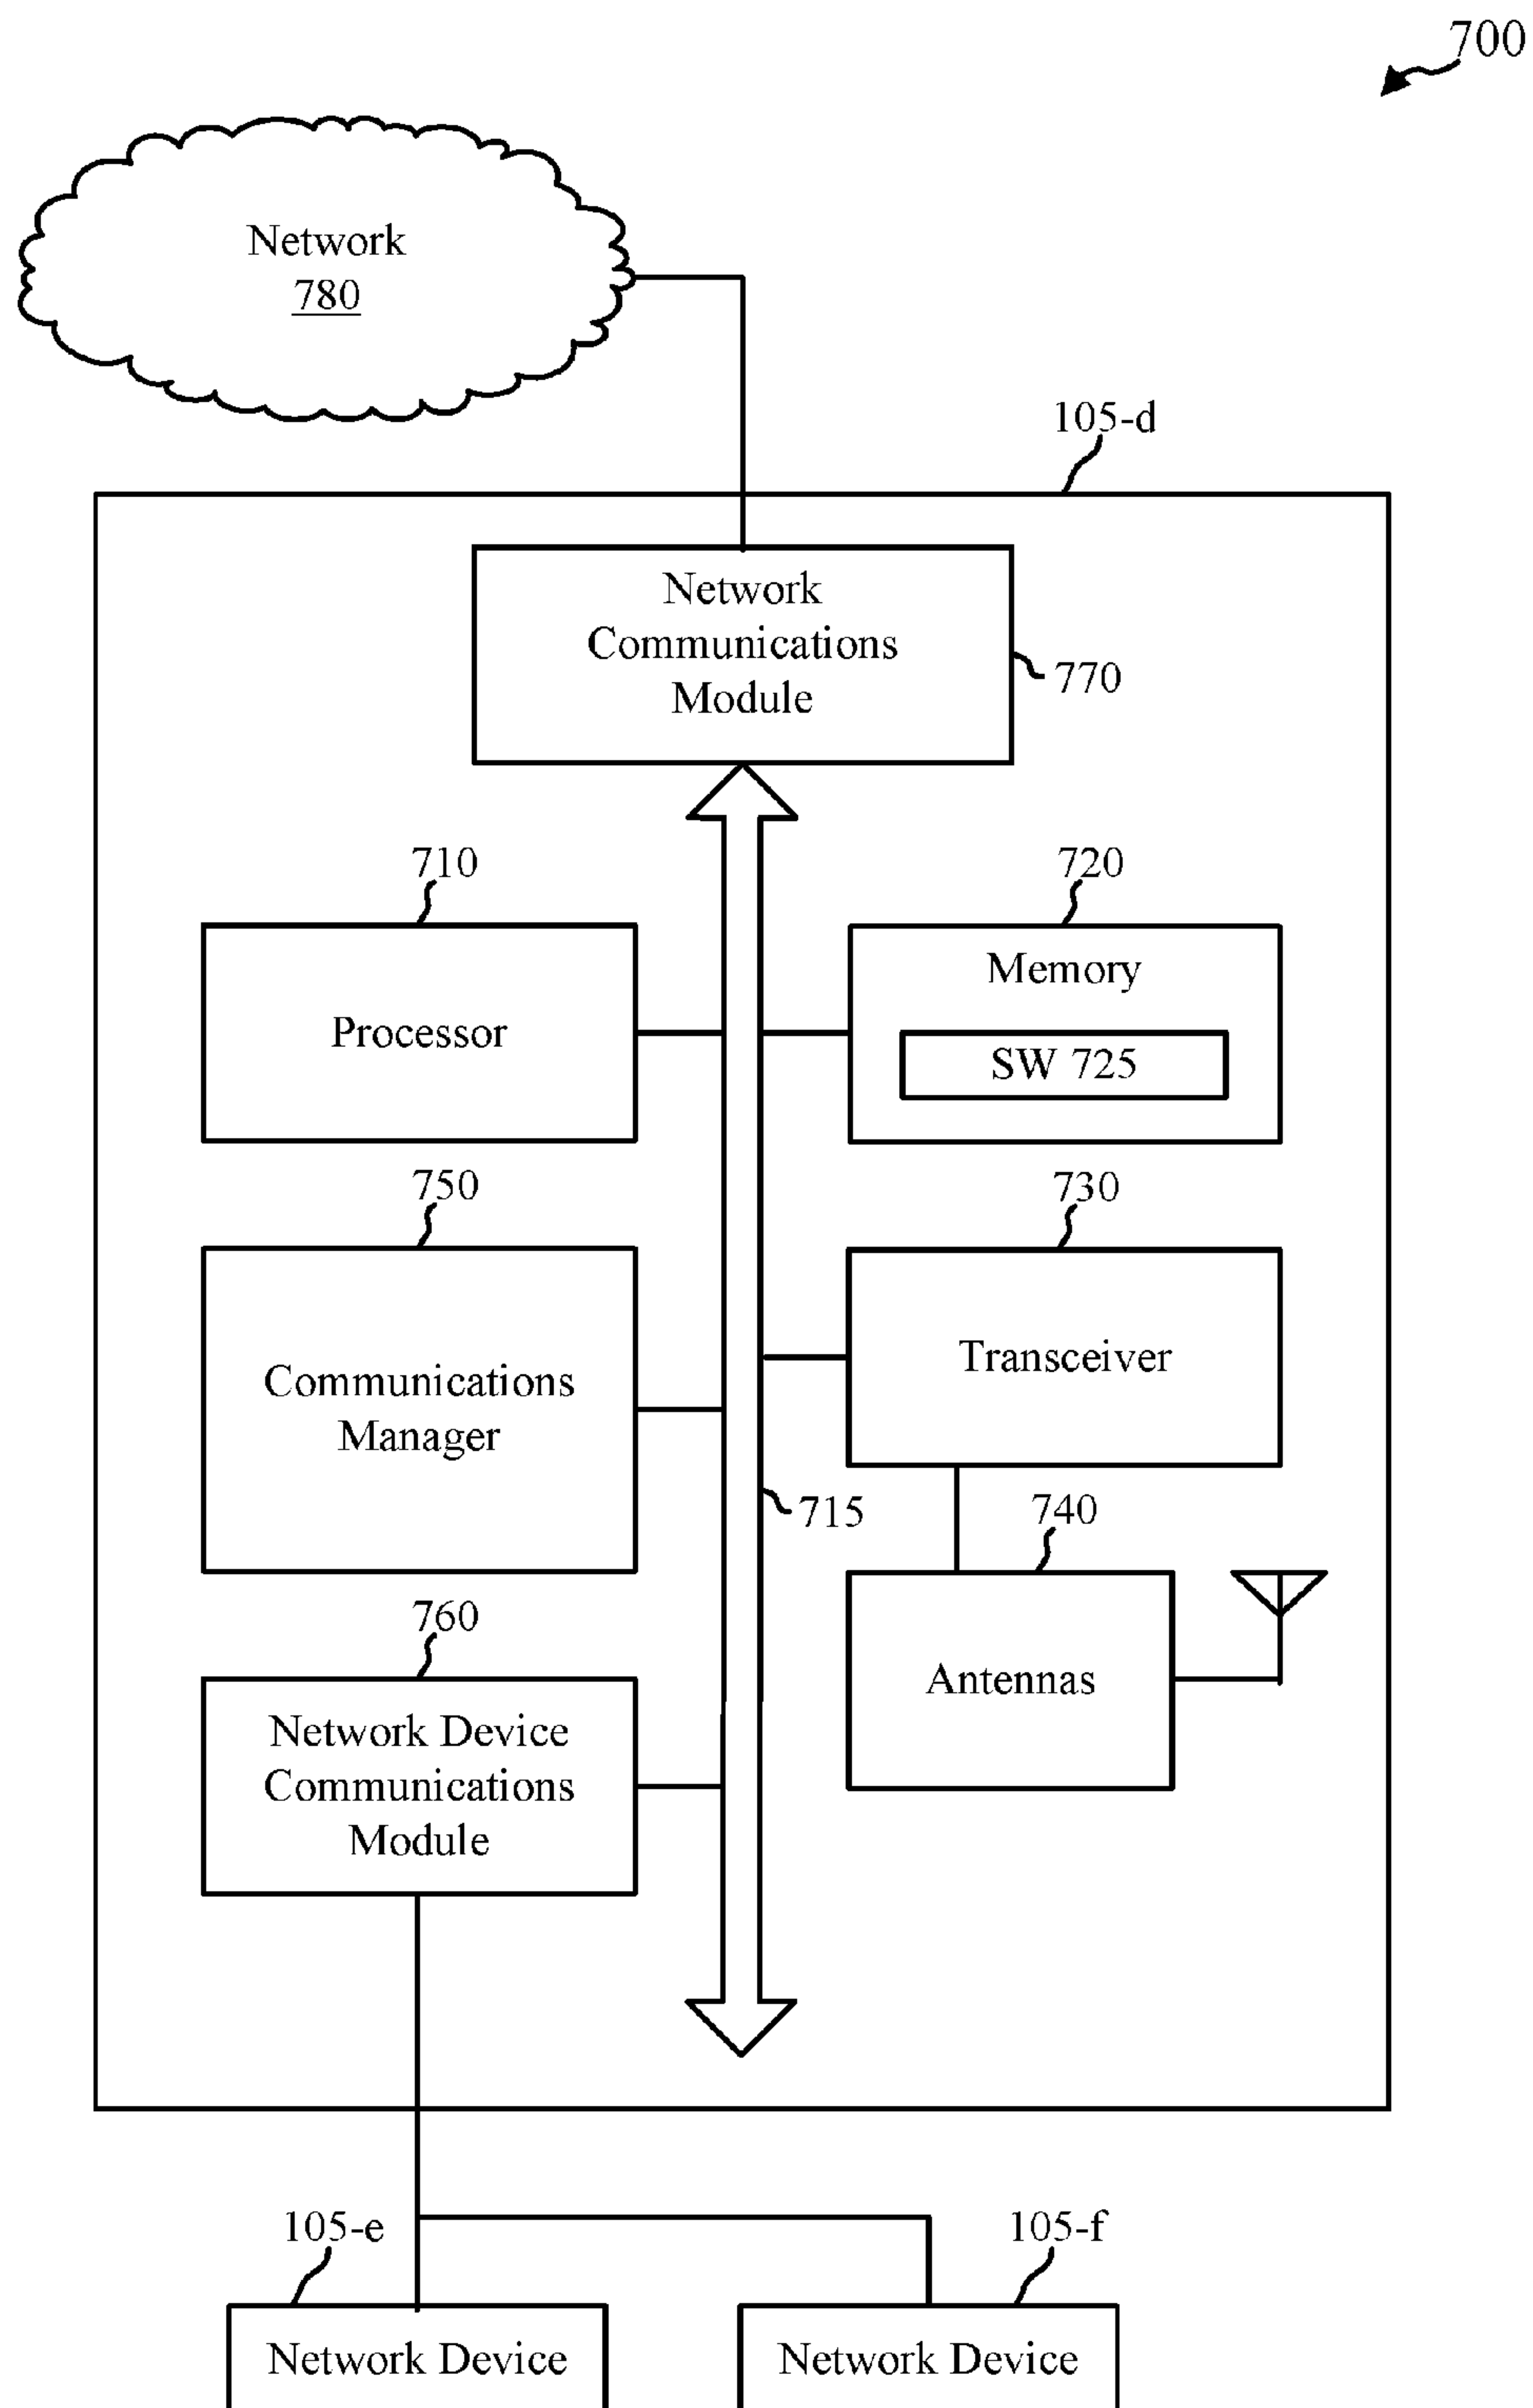 700
Network
780
105-d
Network
Communications
Module
770
710
720
Processor
Memory
SW 725
750
730
Communications
Manager
Transceiver
715
740
760
Antennas
Network Device
Communications
Module
105-e
105-f
Network Device
Network Device